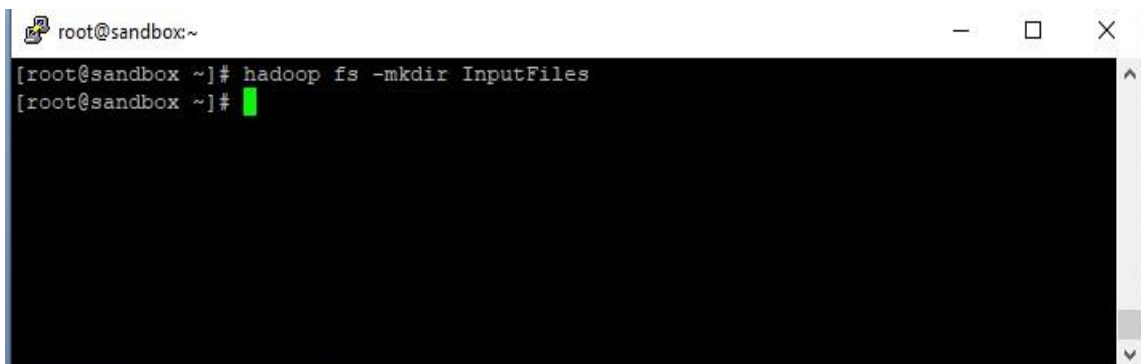 root@sandbox:~
[root@sandbox ~]# hadoop fs -mkdir InputFiles
[root@sandbox ~]#